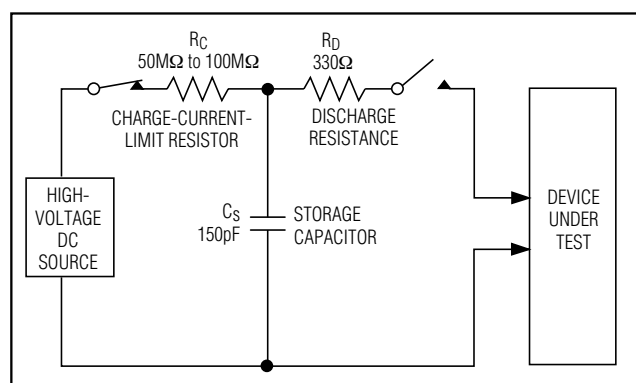 R_C
50MΩ to 100MΩ
CHARGE-CURRENT-
LIMIT RESISTOR
R_D
330Ω
DISCHARGE
RESISTANCE
HIGH-
VOLTAGE
DC
SOURCE
C_S
150pF
STORAGE
CAPACITOR
DEVICE
UNDER
TEST